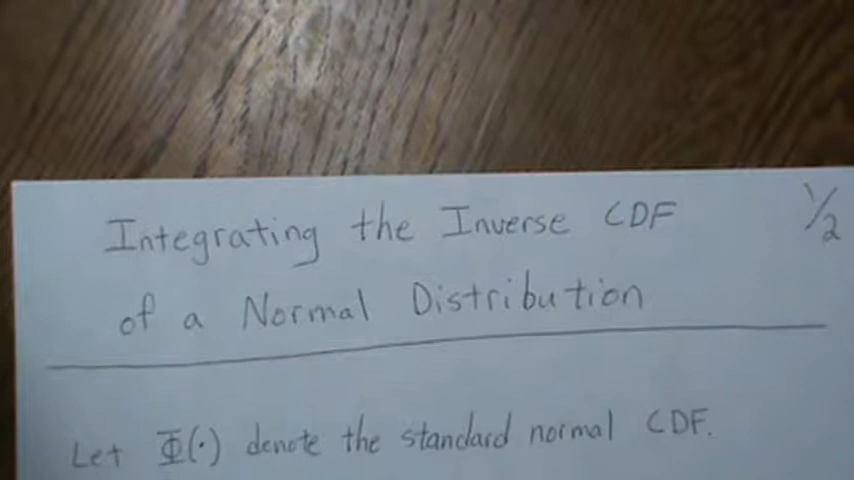 Integrating the Inverse CDF 1/2
of a Normal Distribution
Let Φ(·) denote the standard normal CDF.